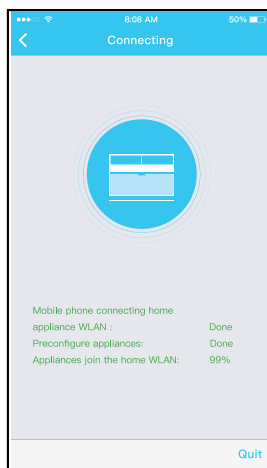 8:08 AM 50%
Connecting
Mobile phone connecting home
appliance WLAN : Done
Preconfigure appliances: Done
Appliances join the home WLAN: 99%
Quit